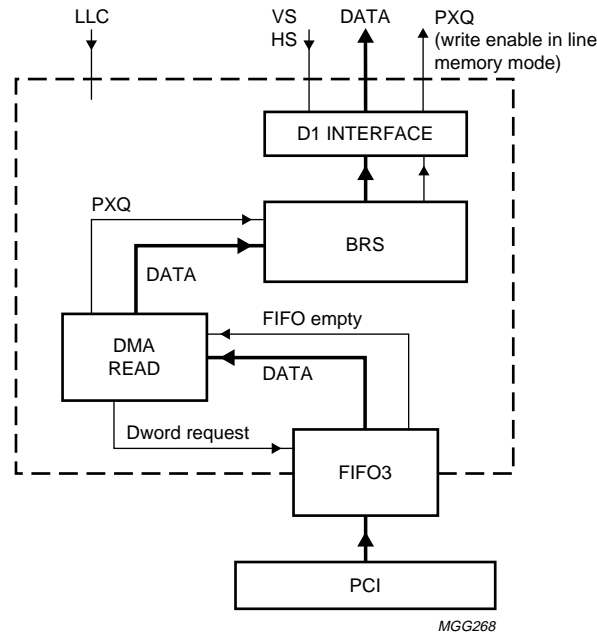 LLC
VS
HS
DATA
PXQ
(write enable in line
memory mode)
D1 INTERFACE
PXQ
BRS
DATA
FIFO empty
DMA
READ
DATA
Dword request
FIFO3
PCI
MGG268